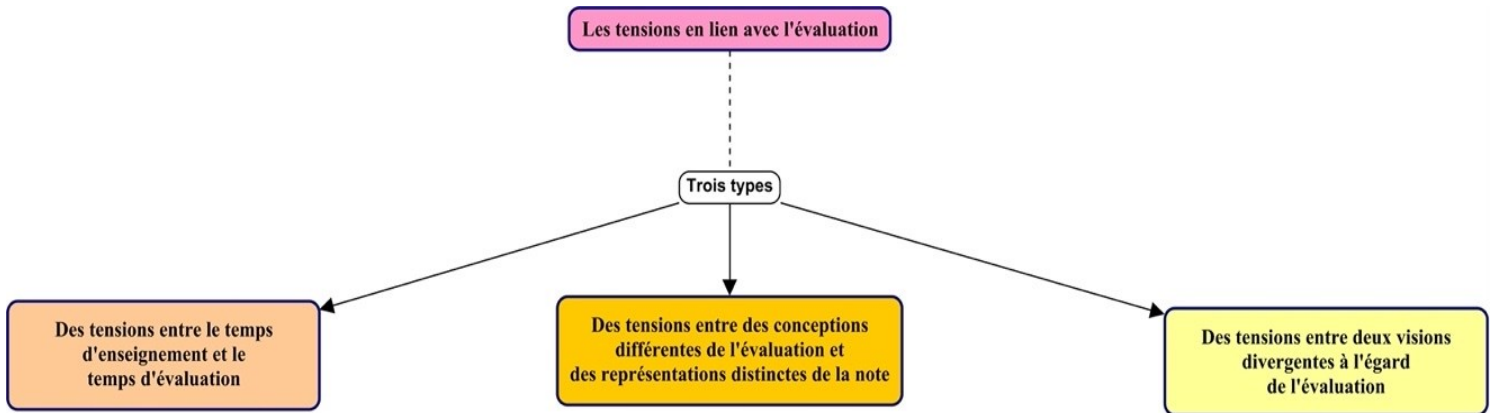 Les tensions en lien avec l'évaluation
Trois types
Des tensions entre le temps
d'enseignement et le
temps d'évaluation
Des tensions entre des conceptions
différentes de l'évaluation et
des représentations distinctes de la note
Des tensions entre deux visions
divergentes à l'égard
de l'évaluation